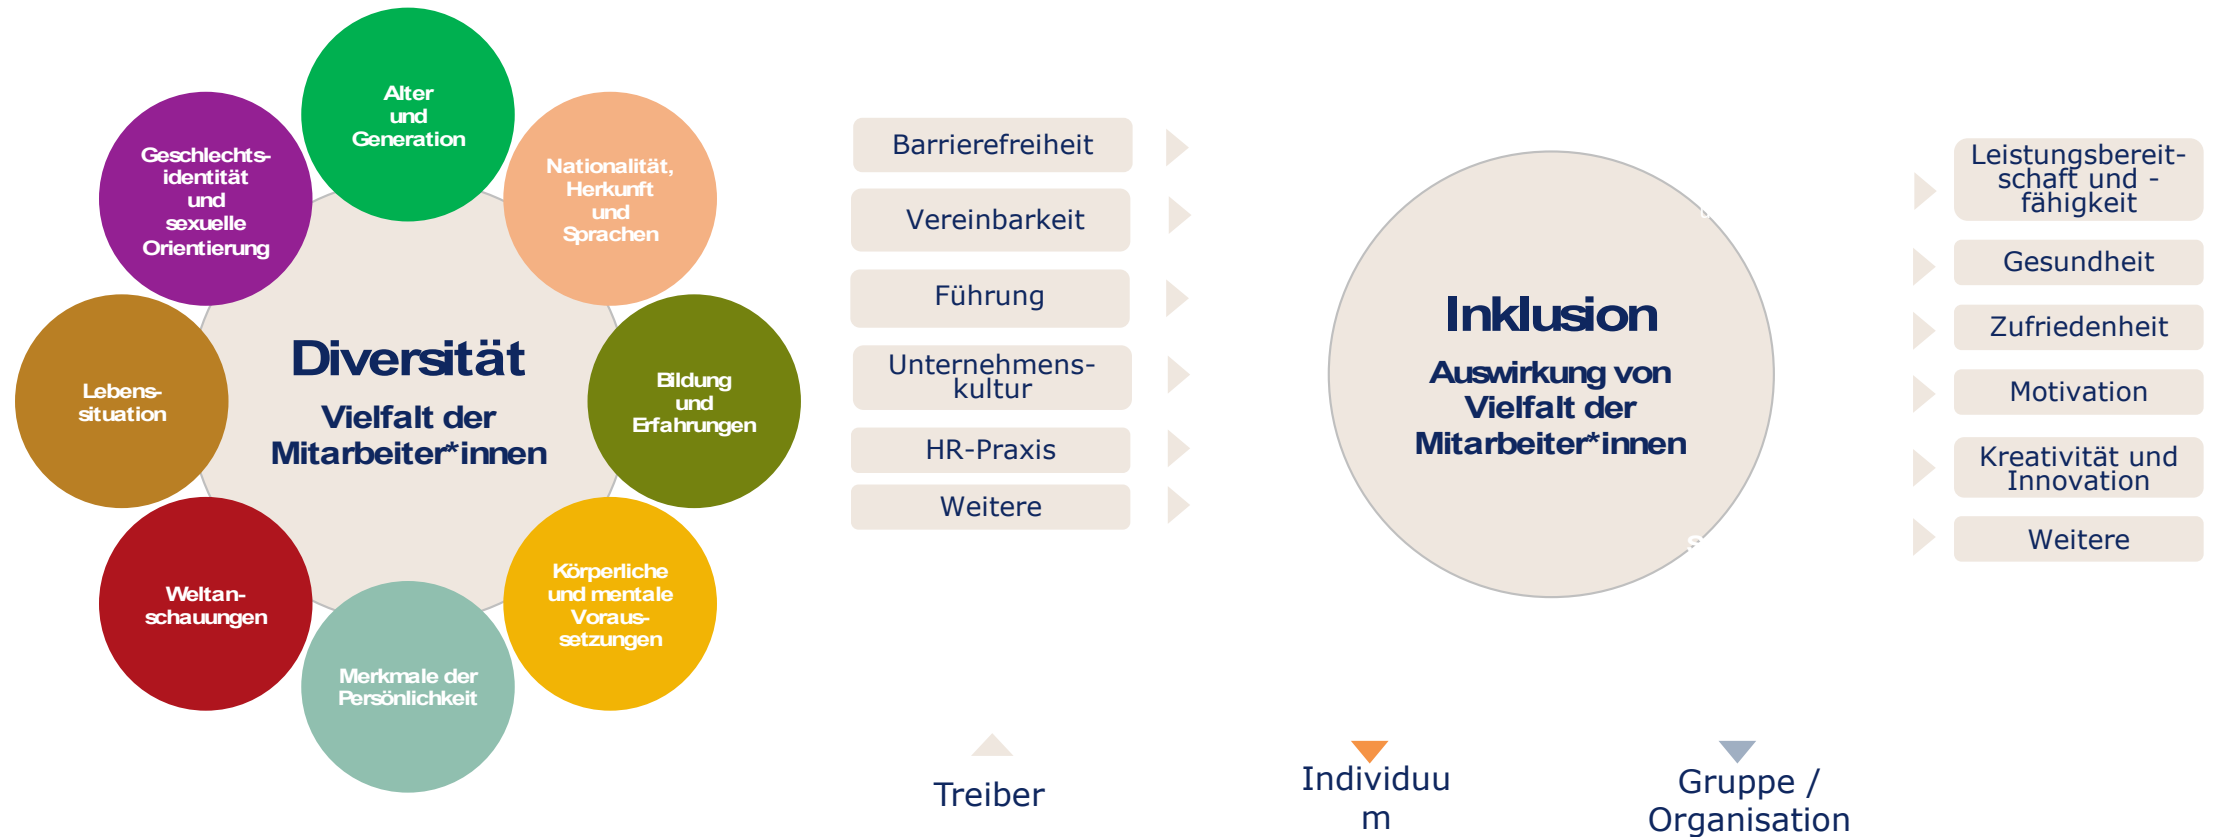 Alter
und
Generation
Geschlechts-
identität
und
sexuelle
Orientierung
Nationalität,
Herkunft
und
Sprachen
Lebens-
situation
Diversität
Vielfalt der
Mitarbeiter*innen
Bildung
und
Erfahrungen
Weltan-
schauungen
Körperliche
und mentale
Voraus-
setzungen
Merkmale der
Persönlichkeit
Barrierefreiheit
Vereinbarkeit
Führung
Unternehmens-
kultur
HR-Praxis
Weitere
Treiber
Inklusion
Auswirkung von
Vielfalt der
Mitarbeiter*innen
Individuu
m
Gruppe /
Organisation
Leistungsbereit-
schaft und -
fähigkeit
Gesundheit
Zufriedenheit
Motivation
Kreativität und
Innovation
Weitere